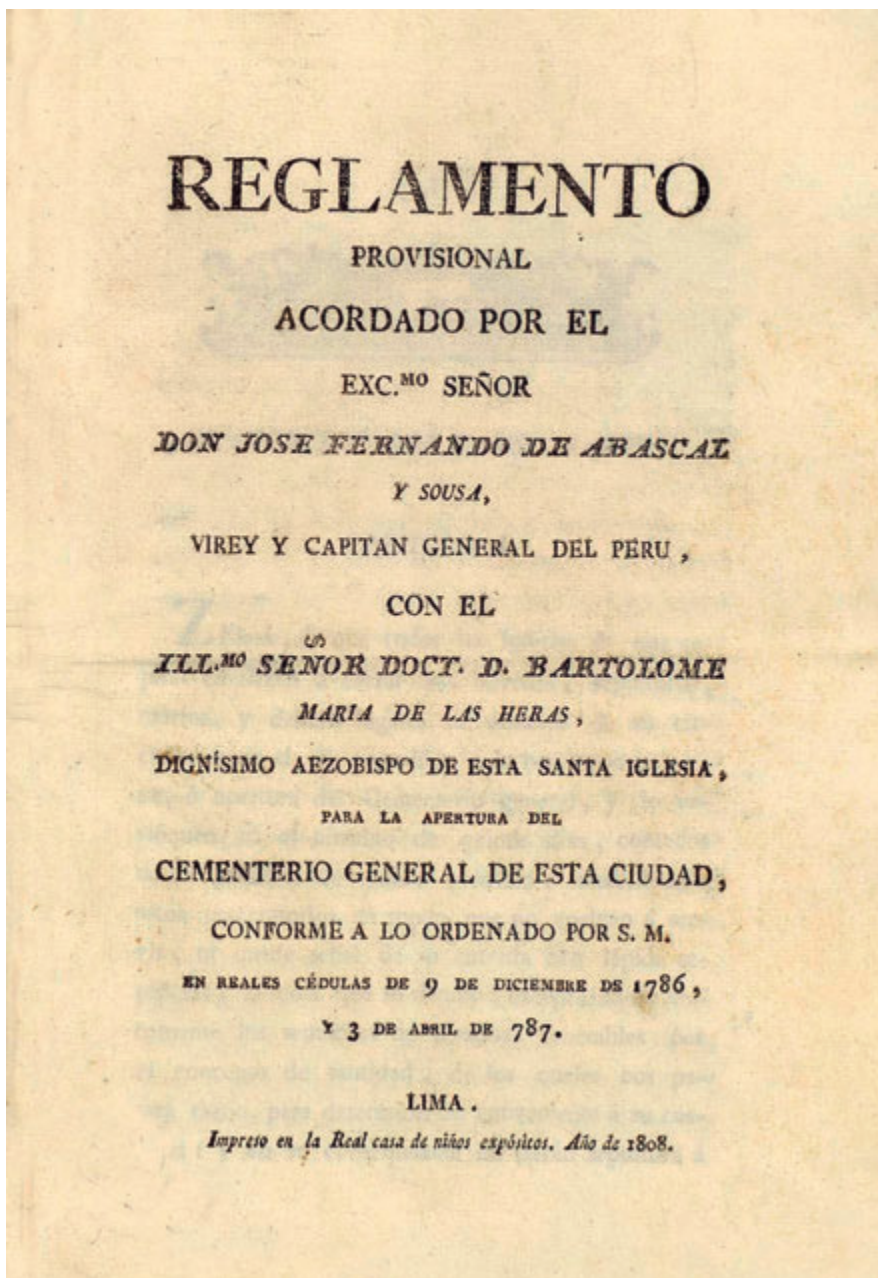 REGLAMENTO
PROVISIONAL
ACORDADO POR EL
EXC.ᴹᴼ SEÑOR
DON JOSE FERNANDO DE ABASCAL
Y SOUSA,
VIREY Y CAPITAN GENERAL DEL PERU,
CON EL
ILL.ᴹᴼ SEÑOR DOCT. D. BARTOLOME
MARIA DE LAS HERAS,
DIGNÍSIMO AEZOBISPO DE ESTA SANTA IGLESIA,
PARA LA APERTURA DEL
CEMENTERIO GENERAL DE ESTA CIUDAD,
CONFORME A LO ORDENADO POR S. M.
EN REALES CÉDULAS DE 9 DE DICIEMBRE DE 1786,
Y 3 DE ABRIL DE 787.
LIMA.
Impreso en la Real casa de niños expósitos. Año de 1808.